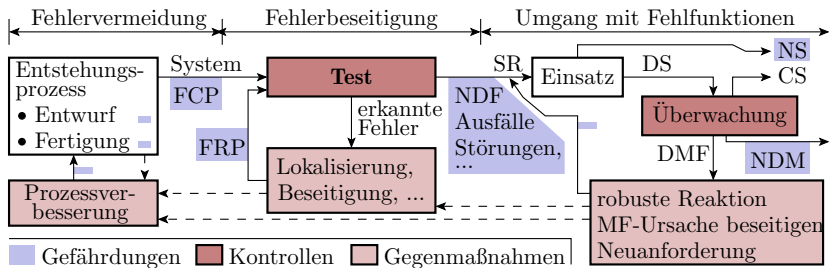 Fehlervermeidung
Fehlerbeseitigung
Umgang mit Fehlfunktionen
Entstehungs-
prozess
• Entwurf
• Fertigung
System
FCP
Test
SR
Einsatz
DS
NS
CS
NDF
Ausfälle
Störungen,
...
erkannte
Fehler
FRP
Überwachung
DMF
NDM
Lokalisierung,
Beseitigung, ...
Prozessver-
besserung
robuste Reaktion
MF-Ursache beseitigen
Neuanforderung
Gefährdungen
Kontrollen
Gegenmaßnahmen